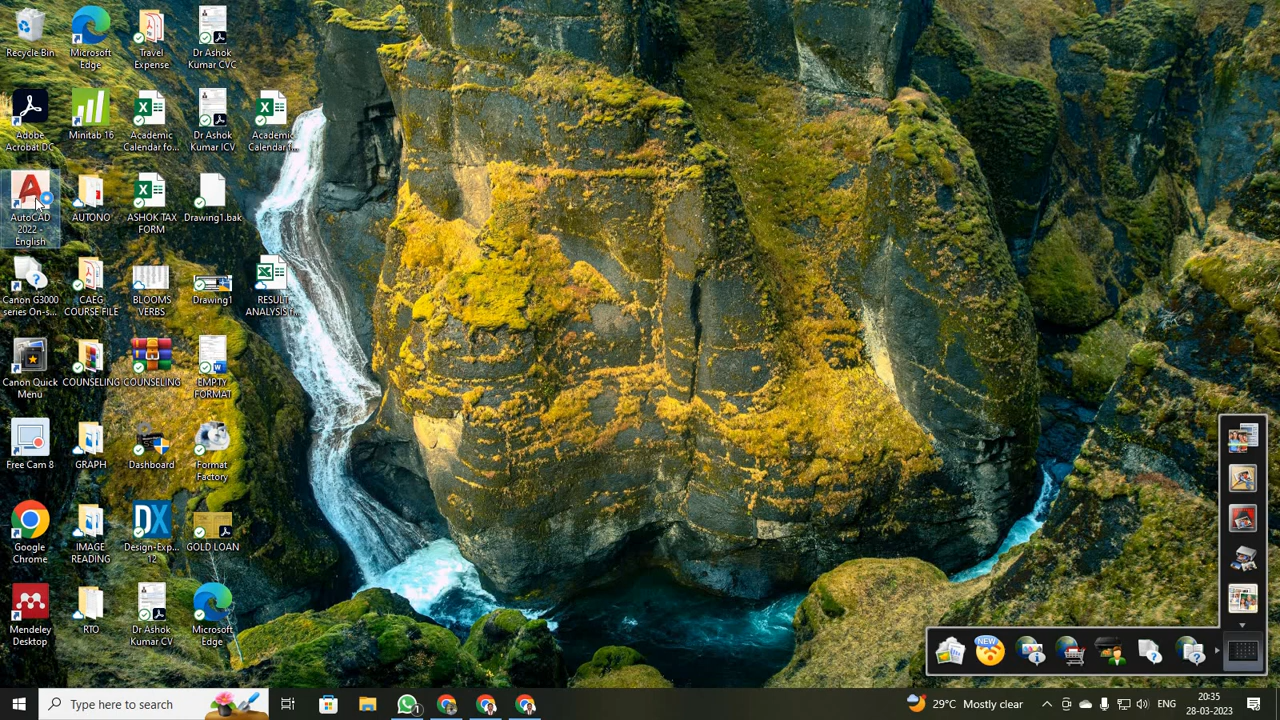 Recycle Bin
Microsoft
Edge
Travel
Expense
Dr Ashok
Kumar CVC
Adobe
Acrobat DC
Minitab 16
Academic
Calendar fo...
Dr Ashok
Kumar ICV
Academic
Calendar f...
AutoCAD
2022 -
English
AUTONO
ASHOK TAX
FORM
Drawing1.bak
Canon G3000
series On-s...
CAEG
COURSE FILE
BLOOMS
VERBS
Drawing1
RESULT
ANALYSIS f...
Canon Quick
Menu
COUNSELING
COUNSELING
EMPTY
FORMAT
Free Cam 8
GRAPH
Dashboard
Format
Factory
Google
Chrome
IMAGE
READING
DX
Design-Exp...
12
GOLD LOAN
Mendeley
Desktop
RTO
Dr Ashok
Kumar CV
Microsoft
Edge
NEW
Type here to search
1
29°C Mostly clear
ENG
20:35
28-03-2023